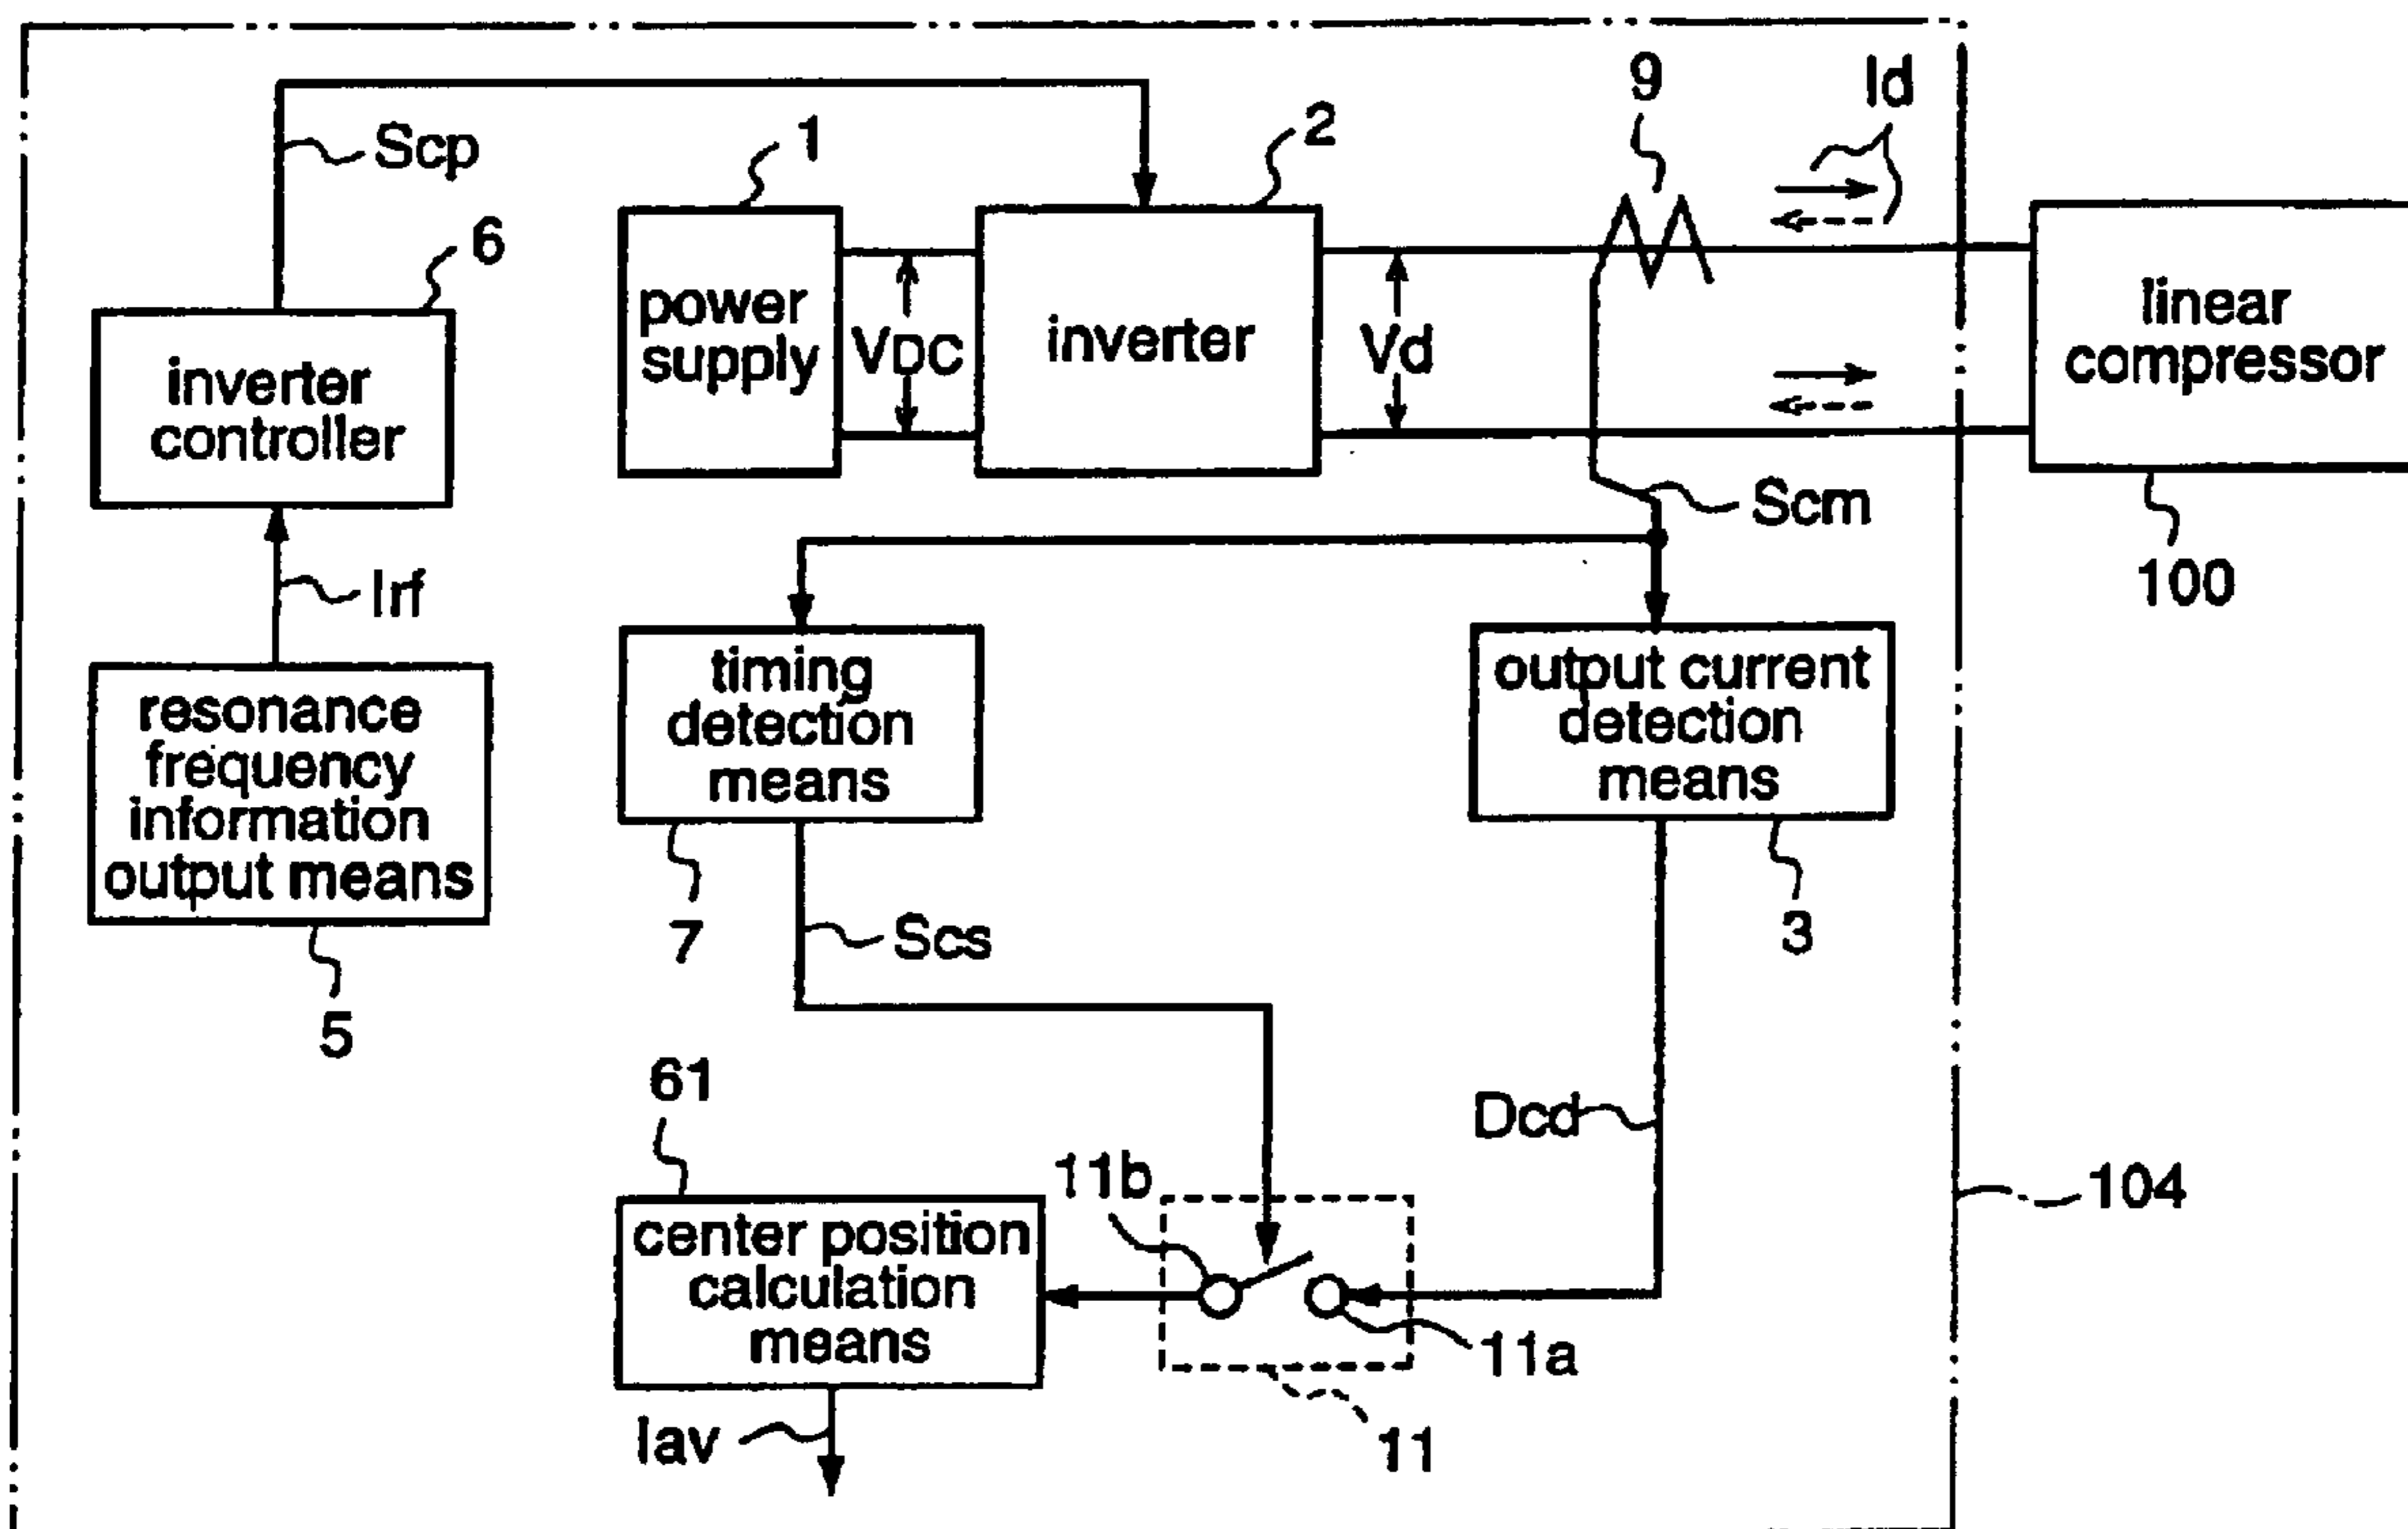 9
Id
1
2
Scp
6
power
supply
VDC
inverter
Vd
linear
compressor
inverter
controller
Scm
100
Irf
timing
detection
means
output current
detection
means
resonance
frequency
information
output means
7
Scs
3
5
61
Dcd
11b
104
center position
calculation
means
11a
Iav
11